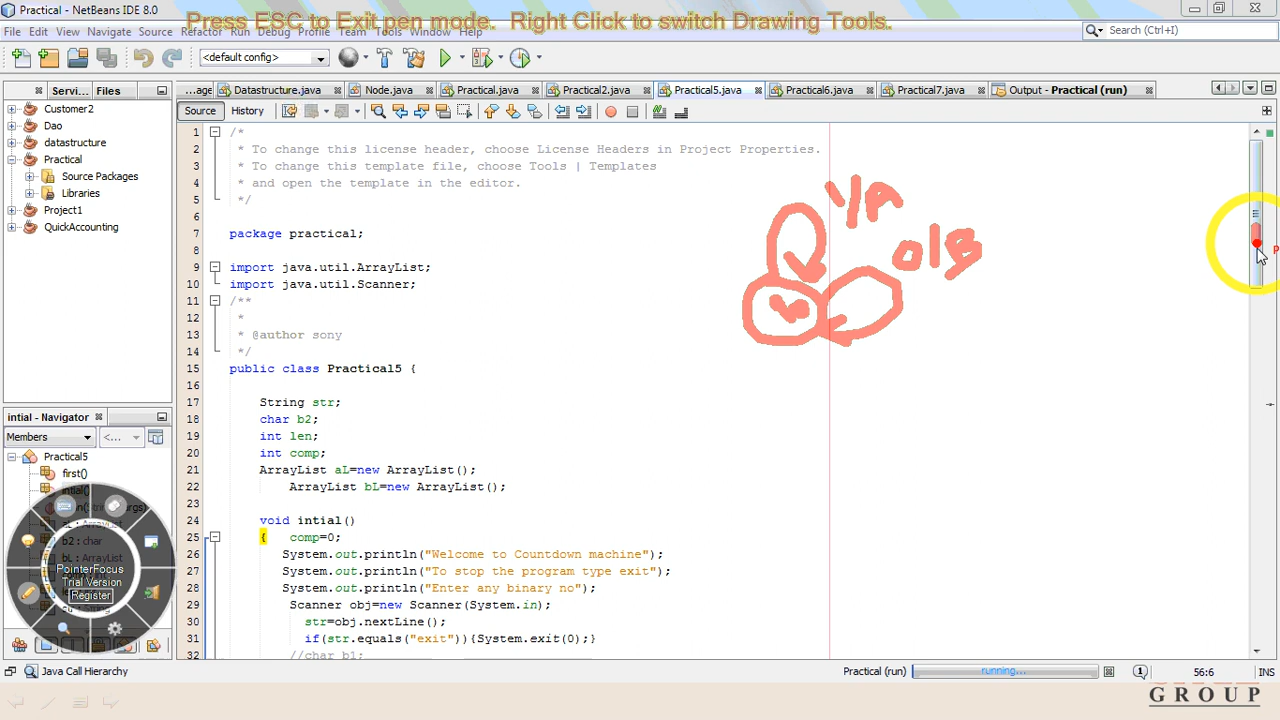 Practical - NetBeans IDE 8.0
Press ESC to Exit pen mode. Right Click to switch Drawing Tools.
File Edit View Navigate Source Refactor Run Debug Profile Team Tools Window Help
Search (Ctrl+I)
<default config>
Servi... Files
...age Datastructure.java Node.java Practical.java Practical2.java Practical5.java Practical6.java Practical7.java Output - Practical (run)
Source History
Customer2
Dao
datastructure
Practical
Source Packages
Libraries
Project1
QuickAccounting
1 /*
2 * To change this license header, choose License Headers in Project Properties.
3 * To change this template file, choose Tools | Templates
4 * and open the template in the editor.
5 */
6
7 package practical;
8
9 import java.util.ArrayList;
10 import java.util.Scanner;
11 /**
12 *
13 * @author sony
14 */
15 public class Practical5 {
16
17 String str;
18 char b2;
19 int len;
20 int comp;
21 ArrayList aL=new ArrayList();
22 ArrayList bL=new ArrayList();
23
24 void intial()
25 { comp=0;
26 System.out.println("Welcome to Countdown machine");
27 System.out.println("To stop the program type exit");
28 System.out.println("Enter any binary no");
29 Scanner obj=new Scanner(System.in);
30 str=obj.nextLine();
31 if(str.equals("exit")){System.exit(0);}
32 //char b1;
1/A
0/B
intial - Navigator
Members <...
Practical5
first()
intial()
b2 : char
PointerFocus
Trial Version
Register
Java Call Hierarchy
Practical (run) running... 1 56:6 INS
GROUP